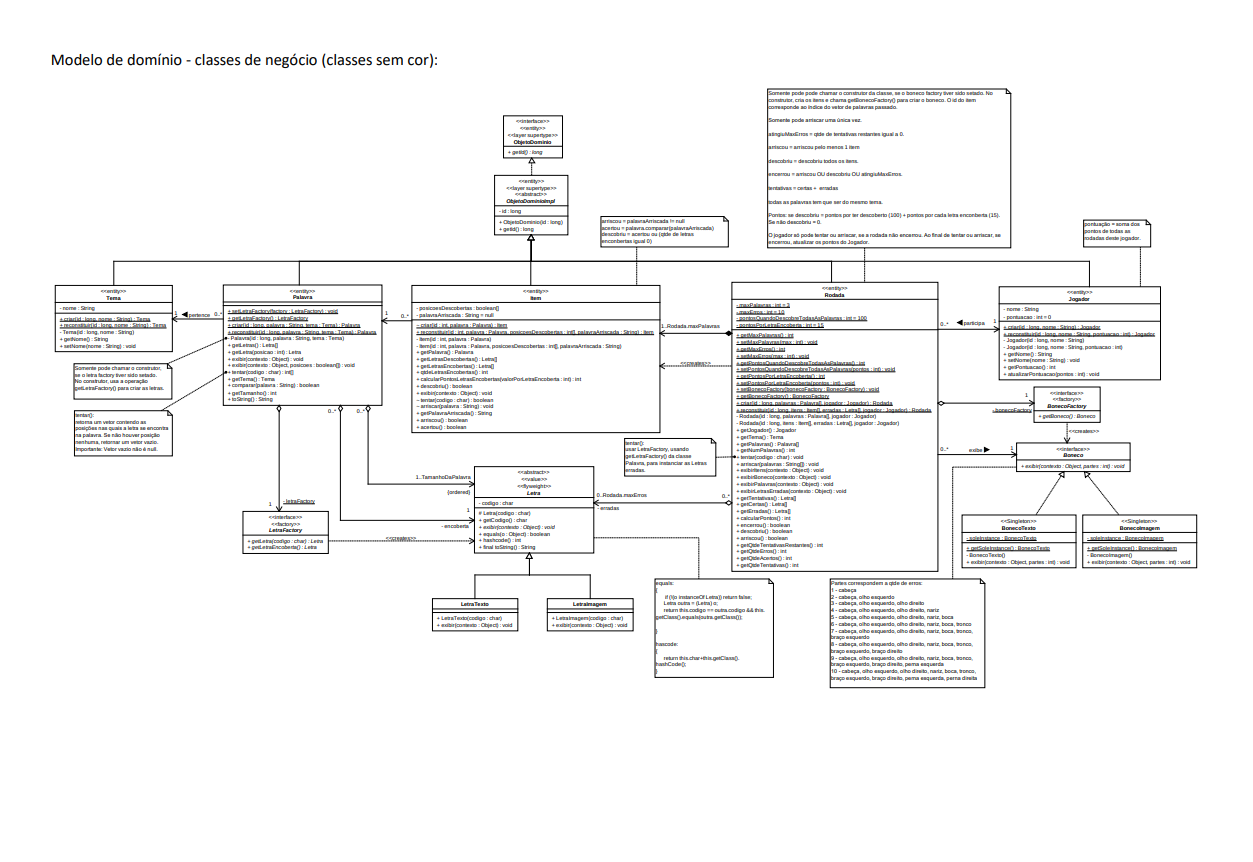 Modelo de domínio - classes de negócio (classes sem cor):
Somente pode pode chamar o construtor da classe, se o boneco factory tiver sido setado. No
construtor, cria os itens e chama getBonecoFactory() para criar o boneco. O id do item
corresponde ao índice do vetor de palavras passado.
Somente pode arriscar uma única vez.
atingiuMaxErros = qtde de tentativas restantes igual a 0.
arriscou = arriscou pelo menos 1 item
descobriu = descobriu todos os itens.
encerrou = arriscou OU descobriu OU atingiuMaxErros.
tentativas = certas + erradas
todas as palavras tem que ser do mesmo tema.
Pontos: se descobriu = pontos por ter descoberto (100) + pontos por cada letra enconberta (15).
Se não descobriu = 0.
O jogador só pode tentar ou arriscar, se a rodada não encerrou. Ao final de tentar ou arriscar, se
encerrou, atualizar os pontos do Jogador.
<<interface>>
<<entity>>
<<layer supertype>>
ObjetoDominio
+ getId() : long
<<entity>>
<<layer supertype>>
<<abstract>>
ObjetoDominioImpl
- id : long
+ ObjetoDominio(id : long)
+ getId() : long
arriscou = palavraArriscada != null
acertou = palavra.comparar(palavraArriscada)
descobriu = acertou ou (qtde de letras
enconbertas igual 0)
pontuação = soma dos
pontos de todas as
rodadas deste jogador.
<<entity>>
Tema
- nome : String
+ criar(id : long, nome : String) : Tema
+ reconstituir(id : long, nome : String) : Tema
- Tema(id : long, nome : String)
+ getNome() : String
+ setNome(nome : String) : void
1
pertence
0..*
<<entity>>
Palavra
+ setLetraFactory(factory : LetraFactory) : void
+ getLetraFactory() : LetraFactory
+ criar(id : long, palavra : String, tema : Tema) : Palavra
+ reconstituir(id : long, palavra : String, tema : Tema) : Palavra
- Palavra(id : long, palavra : String, tema : Tema)
+ getLetras() : Letra[]
+ getLetra(posicao : int) : Letra
+ exibir(contexto : Object) : void
+ exibir(contexto : Object, posicoes : boolean[]) : void
+ tentar(codigo : char) : int[]
+ getTema() : Tema
+ comparar(palavra : String) : boolean
+ getTamanho() : int
+ toString() : String
1
0..*
<<entity>>
Item
- posicoesDescobertas : boolean[]
- palavraArriscada : String = null
- criar(id : int, palavra : Palavra) : Item
+ reconstituir(id : int, palavra : Palavra, posicoesDescobertas : int[], palavraArriscada : String) : Item
- Item(id : int, palavra : Palavra)
- Item(id : int, palavra : Palavra, posicoesDescobertas : int[], palavraArriscada : String)
+ getPalavra() : Palavra
+ getLetrasDescobertas() : Letra[]
+ getLetrasEncobertas() : Letra[]
+ qtdeLetrasEncobertas() : int
+ calcularPontosLetrasEncobertas(valorPorLetraEncoberta : int) : int
+ descobriu() : boolean
+ exibir(contexto : Object) : void
- tentar(codigo : char) : boolean
- arriscar(palavra : String) : void
+ getPalavraArriscada() : String
+ arriscou() : boolean
+ acertou() : boolean
1..Rodada.maxPalavras
<<creates>>
<<entity>>
Rodada
- maxPalavras : int = 3
- maxErros : int = 10
- pontosQuandoDescobreTodasAsPalavras : int = 100
- pontosPorLetraEncoberta : int = 15
+ getMaxPalavras() : int
+ setMaxPalavras(max : int) : void
+ getMaxErros() : int
+ setMaxErros(max : int) : void
+ getPontosQuandoDescobreTodasAsPalavras() : int
+ setPontosQuandoDescobreTodasAsPalavras(pontos : int) : void
+ getPontosPorLetraEncoberta() : int
+ setPontosPorLetraEncoberta(pontos : int) : void
+ setBonecoFactory(bonecoFactory : BonecoFactory) : void
+ getBonecoFactory() : BonecoFactory
+ criar(id : long, palavras : Palavra[], jogador : Jogador) : Rodada
+ reconstituir(id : long, itens : Item[], erradas : Letra[], jogador : Jogador) : Rodada
- Rodada(id : long, palavras : Palavra[], jogador : Jogador)
- Rodada(id : long, itens : Item[], erradas : Letra[], jogador : Jogador)
+ getJogador() : Jogador
+ getTema() : Tema
+ getPalavras() : Palavra[]
+ getNumPalavras() : int
+ tentar(codigo : char) : void
+ arriscar(palavras : String[]) : void
+ exibirItens(contexto : Object) : void
+ exibirBoneco(contexto : Object) : void
+ exibirPalavras(contexto : Object) : void
+ exibirLetrasErradas(contexto : Object) : void
+ getTentativas() : Letra[]
+ getCertas() : Letra[]
+ getErradas() : Letra[]
+ calcularPontos() : int
+ encerrou() : boolean
+ descobriu() : boolean
+ arriscou() : boolean
+ getQtdeTentativasRestantes() : int
+ getQtdeErros() : int
+ getQtdeAcertos() : int
+ getQtdeTentativas() : int
0..*
participa
1
<<entity>>
Jogador
- nome : String
- pontuacao : int = 0
+ criar(id : long, nome : String) : Jogador
+ reconstituir(id : long, nome : String, pontuacao : int) : Jogador
- Jogador(id : long, nome : String)
- Jogador(id : long, nome : String, pontuacao : int)
+ getNome() : String
+ setNome(nome : String) : void
+ getPontuacao() : int
+ atualizarPontuacao(pontos : int) : void
Somente pode chamar o construtor,
se o letra factory tiver sido setado.
No construtor, use a operação
getLetraFactory() para criar as letras.
tentar():
retorna um vetor contendo as
posições nas quais a letra se encontra
na palavra. Se não houver posição
nenhuma, retornar um vetor vazio.
Importante: Vetor vazio não é null.
0..*
0..*
tentar():
usar LetraFactory, usando
getLetraFactory() da classe
Palavra, para instanciar as Letras
erradas.
1
- bonecoFactory
<<interface>>
<<factory>>
BonecoFactory
+ getBoneco() : Boneco
<<creates>>
0..*
exibe
1
<<interface>>
Boneco
+ exibir(contexto : Object, partes : int) : void
1..TamanhoDaPalavra
(ordered)
1
- encoberta
<<abstract>>
<<value>>
<<flyweight>>
Letra
- codigo : char
# Letra(codigo : char)
+ getCodigo() : char
+ exibir(contexto : Object) : void
+ equals(o : Object) : boolean
+ hashcode() : int
+ final toString() : String
0..Rodada.maxErros
- erradas
0..*
1
- letraFactory
<<interface>>
<<factory>>
LetraFactory
+ getLetra(codigo : char) : Letra
+ getLetraEncoberta() : Letra
<<creates>>
<<Singleton>>
BonecoTexto
- soleInstance : BonecoTexto
+ getSoleInstance() : BonecoTexto
- BonecoTexto()
+ exibir(contexto : Object, partes : int) : void
<<Singleton>>
BonecoImagem
- soleInstance : BonecoImagem
+ getSoleInstance() : BonecoImagem
- BonecoImagem()
+ exibir(contexto : Object, partes : int) : void
LetraTexto
+ LetraTexto(codigo : char)
+ exibir(contexto : Object) : void
LetraImagem
+ LetraImagem(codigo : char)
+ exibir(contexto : Object) : void
equals:
{
if (!(o instanceOf Letra)) return false;
Letra outra = (Letra) o;
return this.codigo == outra.codigo && this.
getClass().equals(outra.getClass());
}
hascode:
{
return this.char+this.getClass().
hashCode();
}
Partes correspondem a qtde de erros:
1 - cabeça
2 - cabeça, olho esquerdo
3 - cabeça, olho esquerdo, olho direito
4 - cabeça, olho esquerdo, olho direito, nariz
5 - cabeça, olho esquerdo, olho direito, nariz, boca
6 - cabeça, olho esquerdo, olho direito, nariz, boca, tronco
7 - cabeça, olho esquerdo, olho direito, nariz, boca, tronco,
braço esquerdo
8 - cabeça, olho esquerdo, olho direito, nariz, boca, tronco,
braço esquerdo, braço direito
9 - cabeça, olho esquerdo, olho direito, nariz, boca, tronco,
braço esquerdo, braço direito, perna esquerda
10 - cabeça, olho esquerdo, olho direito, nariz, boca, tronco,
braço esquerdo, braço direito, perna esquerda, perna direita